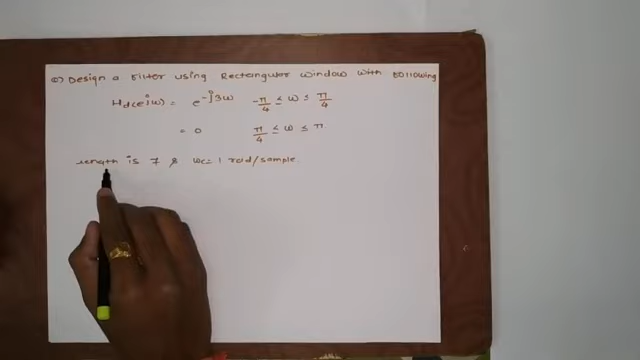 Q) Design a filter using Rectangular window with following
Hd(e^jω) = e^-j3ω   -π/4 ≤ ω ≤ π/4
= 0   π/4 ≤ ω ≤ π
length is 7 & ωc = 1 rad/sample.